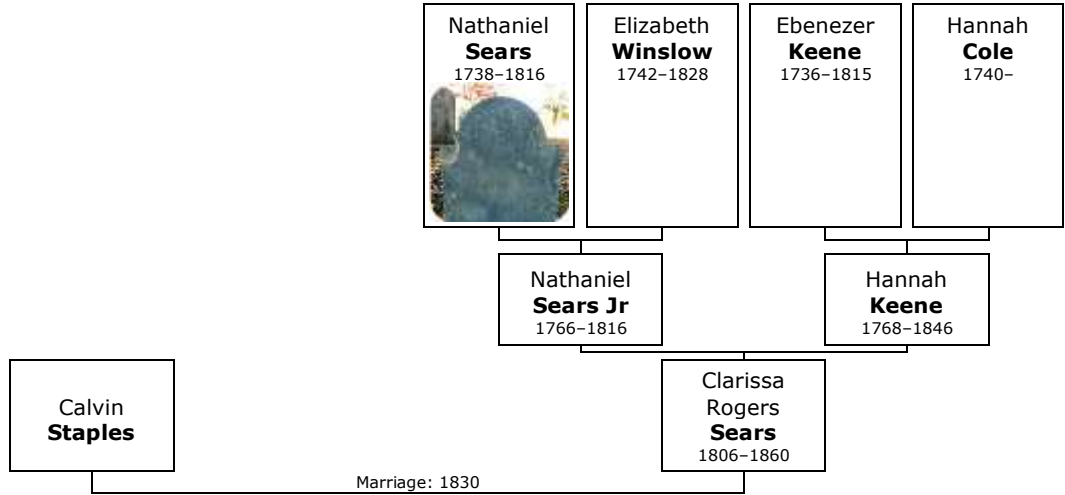 Nathaniel
Sears
1738–1816
Elizabeth
Winslow
1742–1828
Ebenezer
Keene
1736–1815
Hannah
Cole
1740–
Nathaniel
Sears Jr
1766–1816
Hannah
Keene
1768–1846
Calvin
Staples
Clarissa
Rogers
Sears
1806–1860
Marriage: 1830